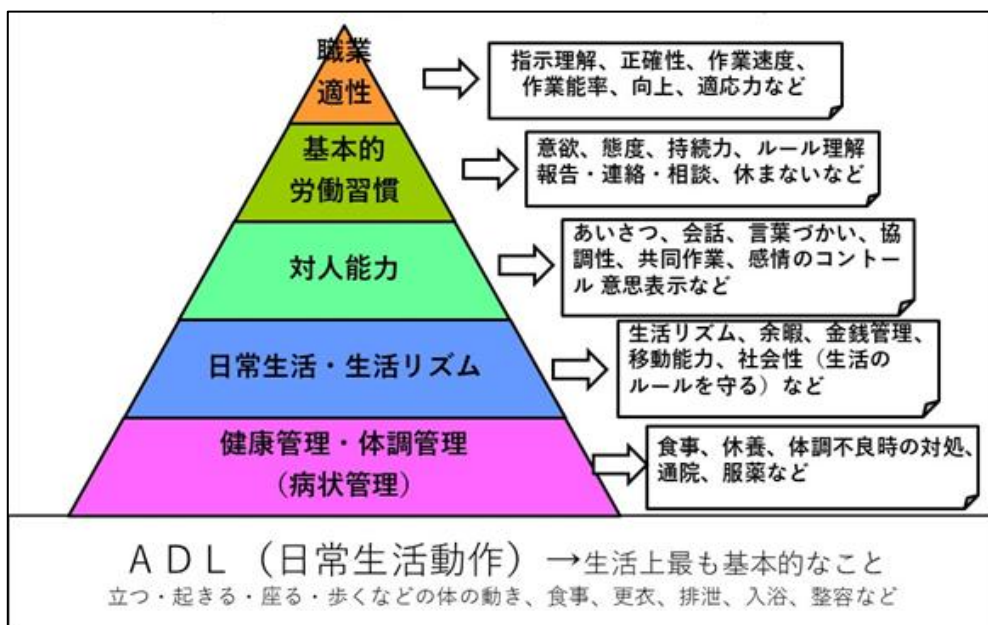 職業
適性
指示理解、正確性、作業速度、
作業能率、向上、適応力など
基本的
労働習慣
意欲、態度、持続力、ルール理解
報告・連絡・相談、休まないなど
対人能力
あいさつ、会話、言葉づかい、協
調性、共同作業、感情のコントー
ル 意思表示など
日常生活・生活リズム
生活リズム、余暇、金銭管理、
移動能力、社会性（生活の
ルールを守る）など
健康管理・体調管理
（病状管理）
食事、休養、体調不良時の対処、
通院、服薬など
ＡＤＬ（日常生活動作）→生活上最も基本的なこと
立つ・起きる・座る・歩くなどの体の動き、食事、更衣、排泄、入浴、整容など